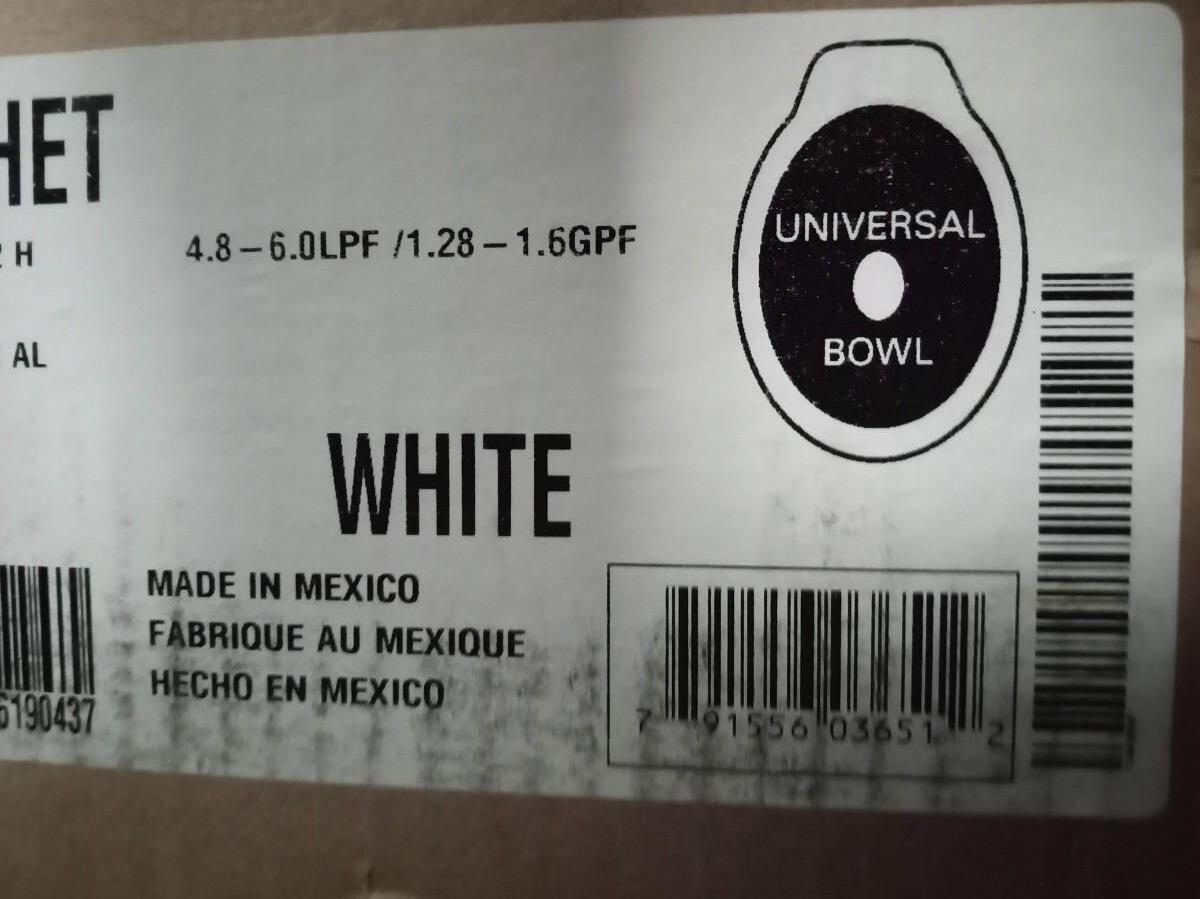 HET
H
4.8 – 6.0LPF /1.28 – 1.6GPF
AL
UNIVERSAL
BOWL
WHITE
MADE IN MEXICO
FABRIQUE AU MEXIQUE
HECHO EN MEXICO
6190437
7 91556 03651 2